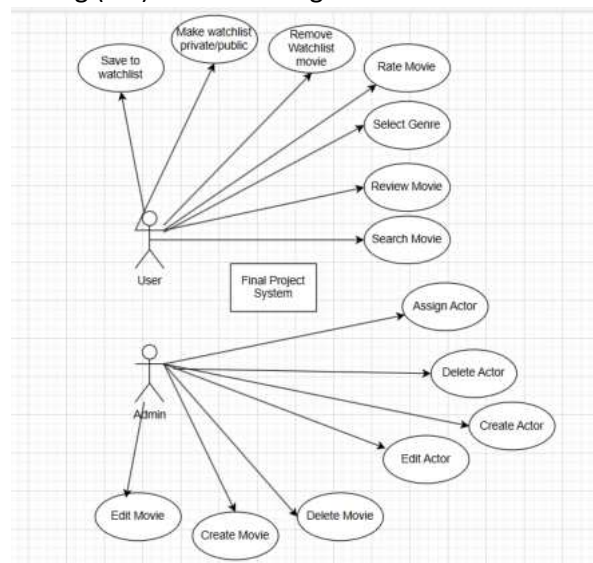 Make watchlist
private/public
Remove
Watchlist
movie
Save to
watchlist
Rate Movie
Select Genre
Review Movie
Search Movie
User
Final Project
System
Assign Actor
Delete Actor
Admin
Create Actor
Edit Actor
Edit Movie
Delete Movie
Create Movie